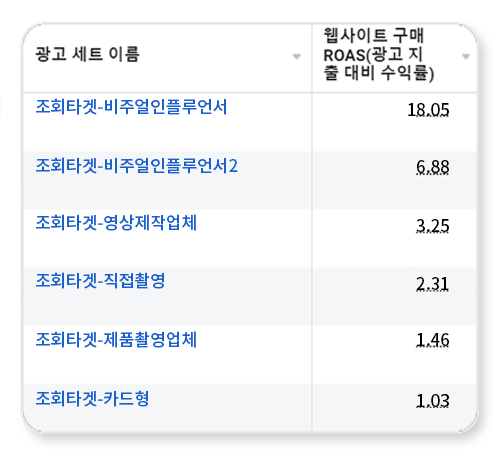 광고 세트 이름
웹사이트 구매
ROAS(광고 지
출 대비 수익률)
조회타겟-비주얼인플루언서 18.05
조회타겟-비주얼인플루언서2 6.88
조회타겟-영상제작업체 3.25
조회타겟-직접촬영 2.31
조회타겟-제품촬영업체 1.46
조회타겟-카드형 1.03